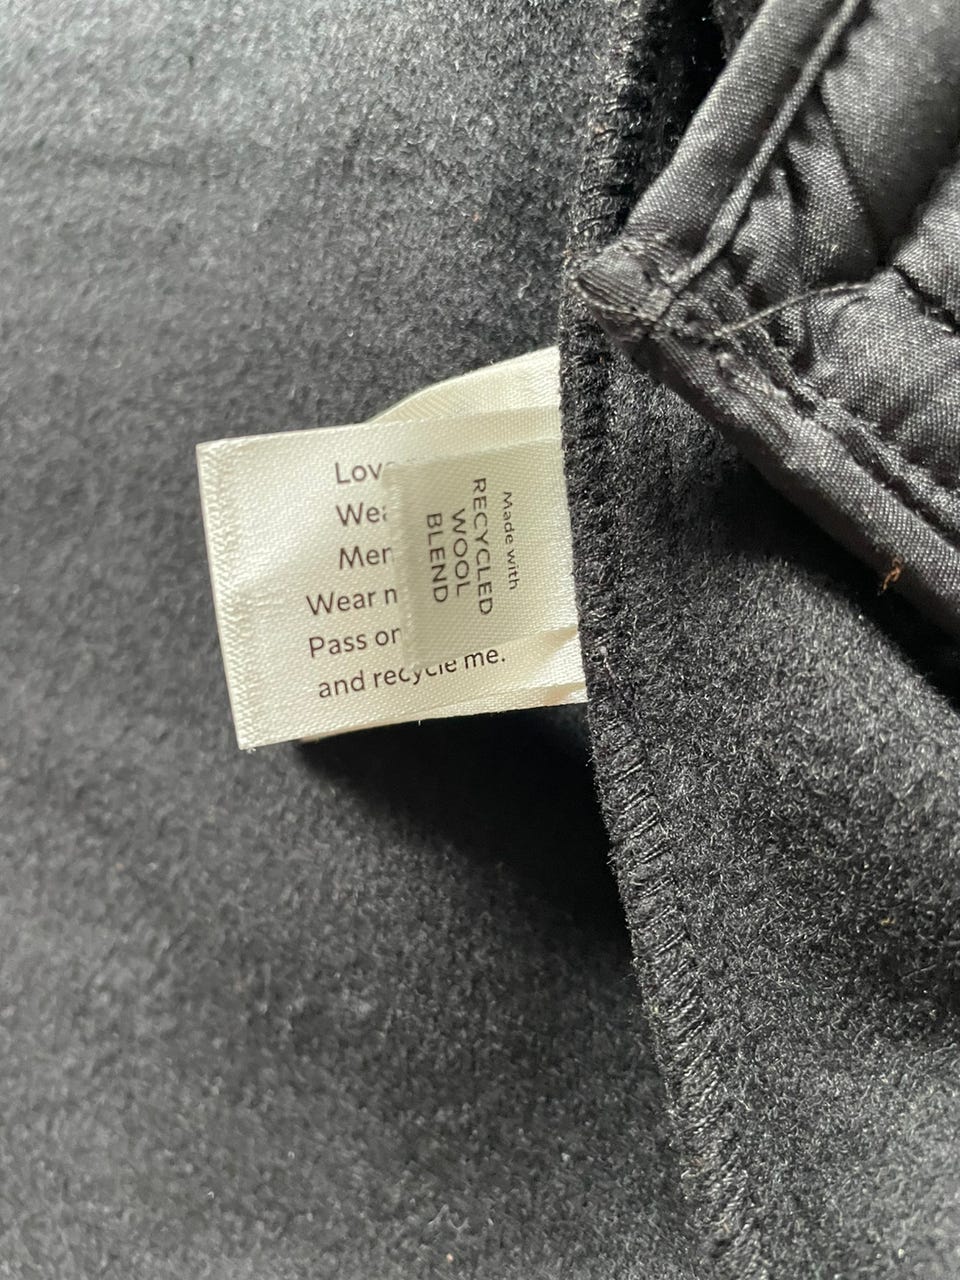 Wear
Pass
and recycle me.
Made with
RECYCLED
WOOL
BLEND